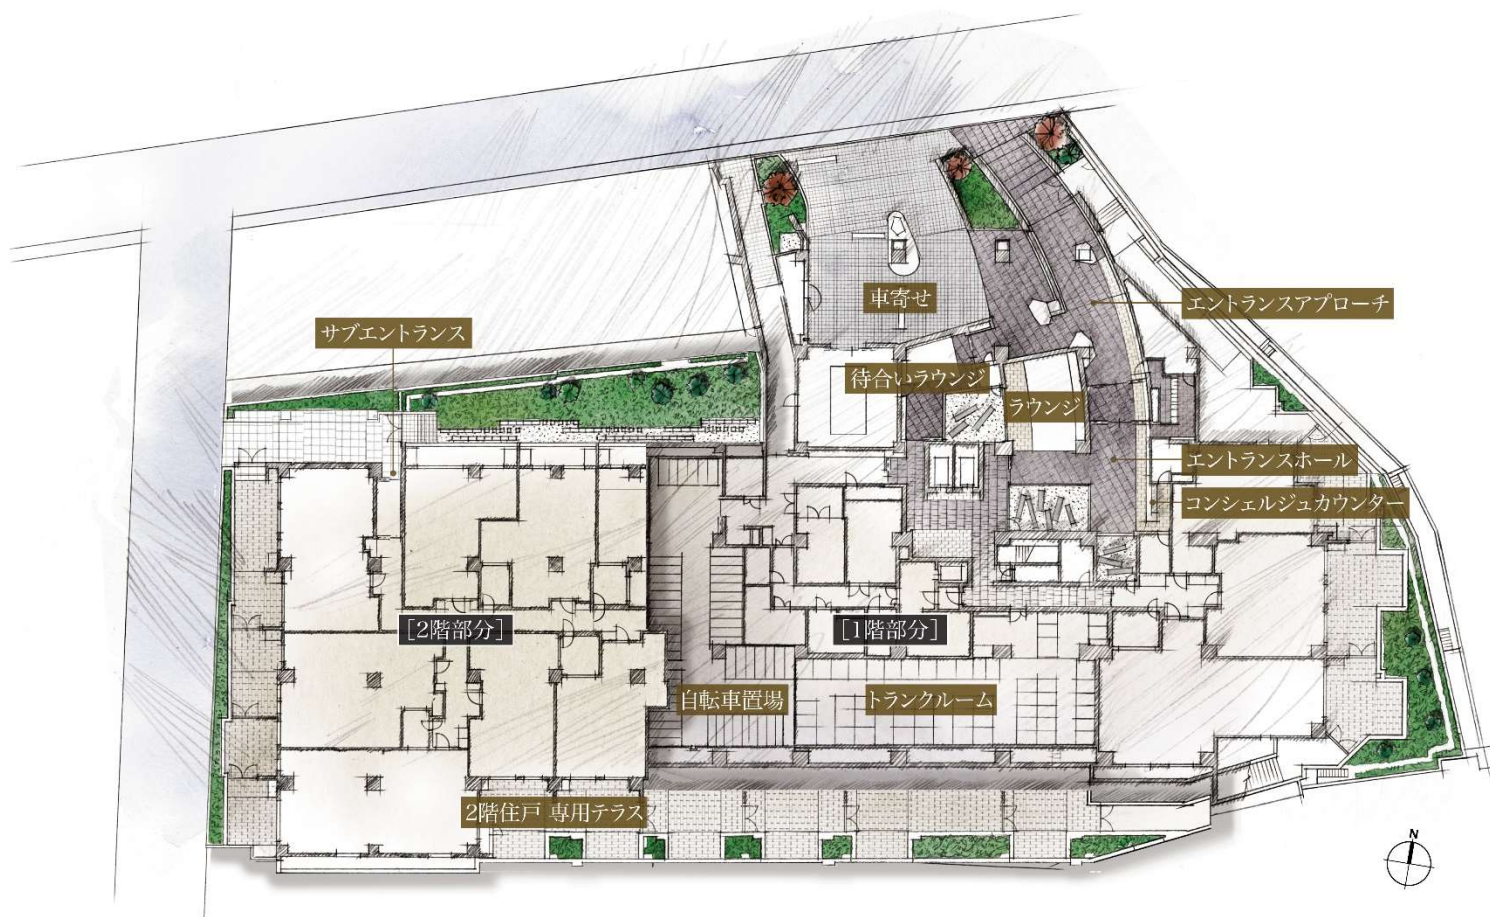 車寄せ
エントランスアプローチ
サブエントランス
待合いラウンジ
ラウンジ
エントランスホール
コンシェルジュカウンター
[2階部分]
[1階部分]
自転車置場
トランクルーム
2階住戸 専用テラス
N